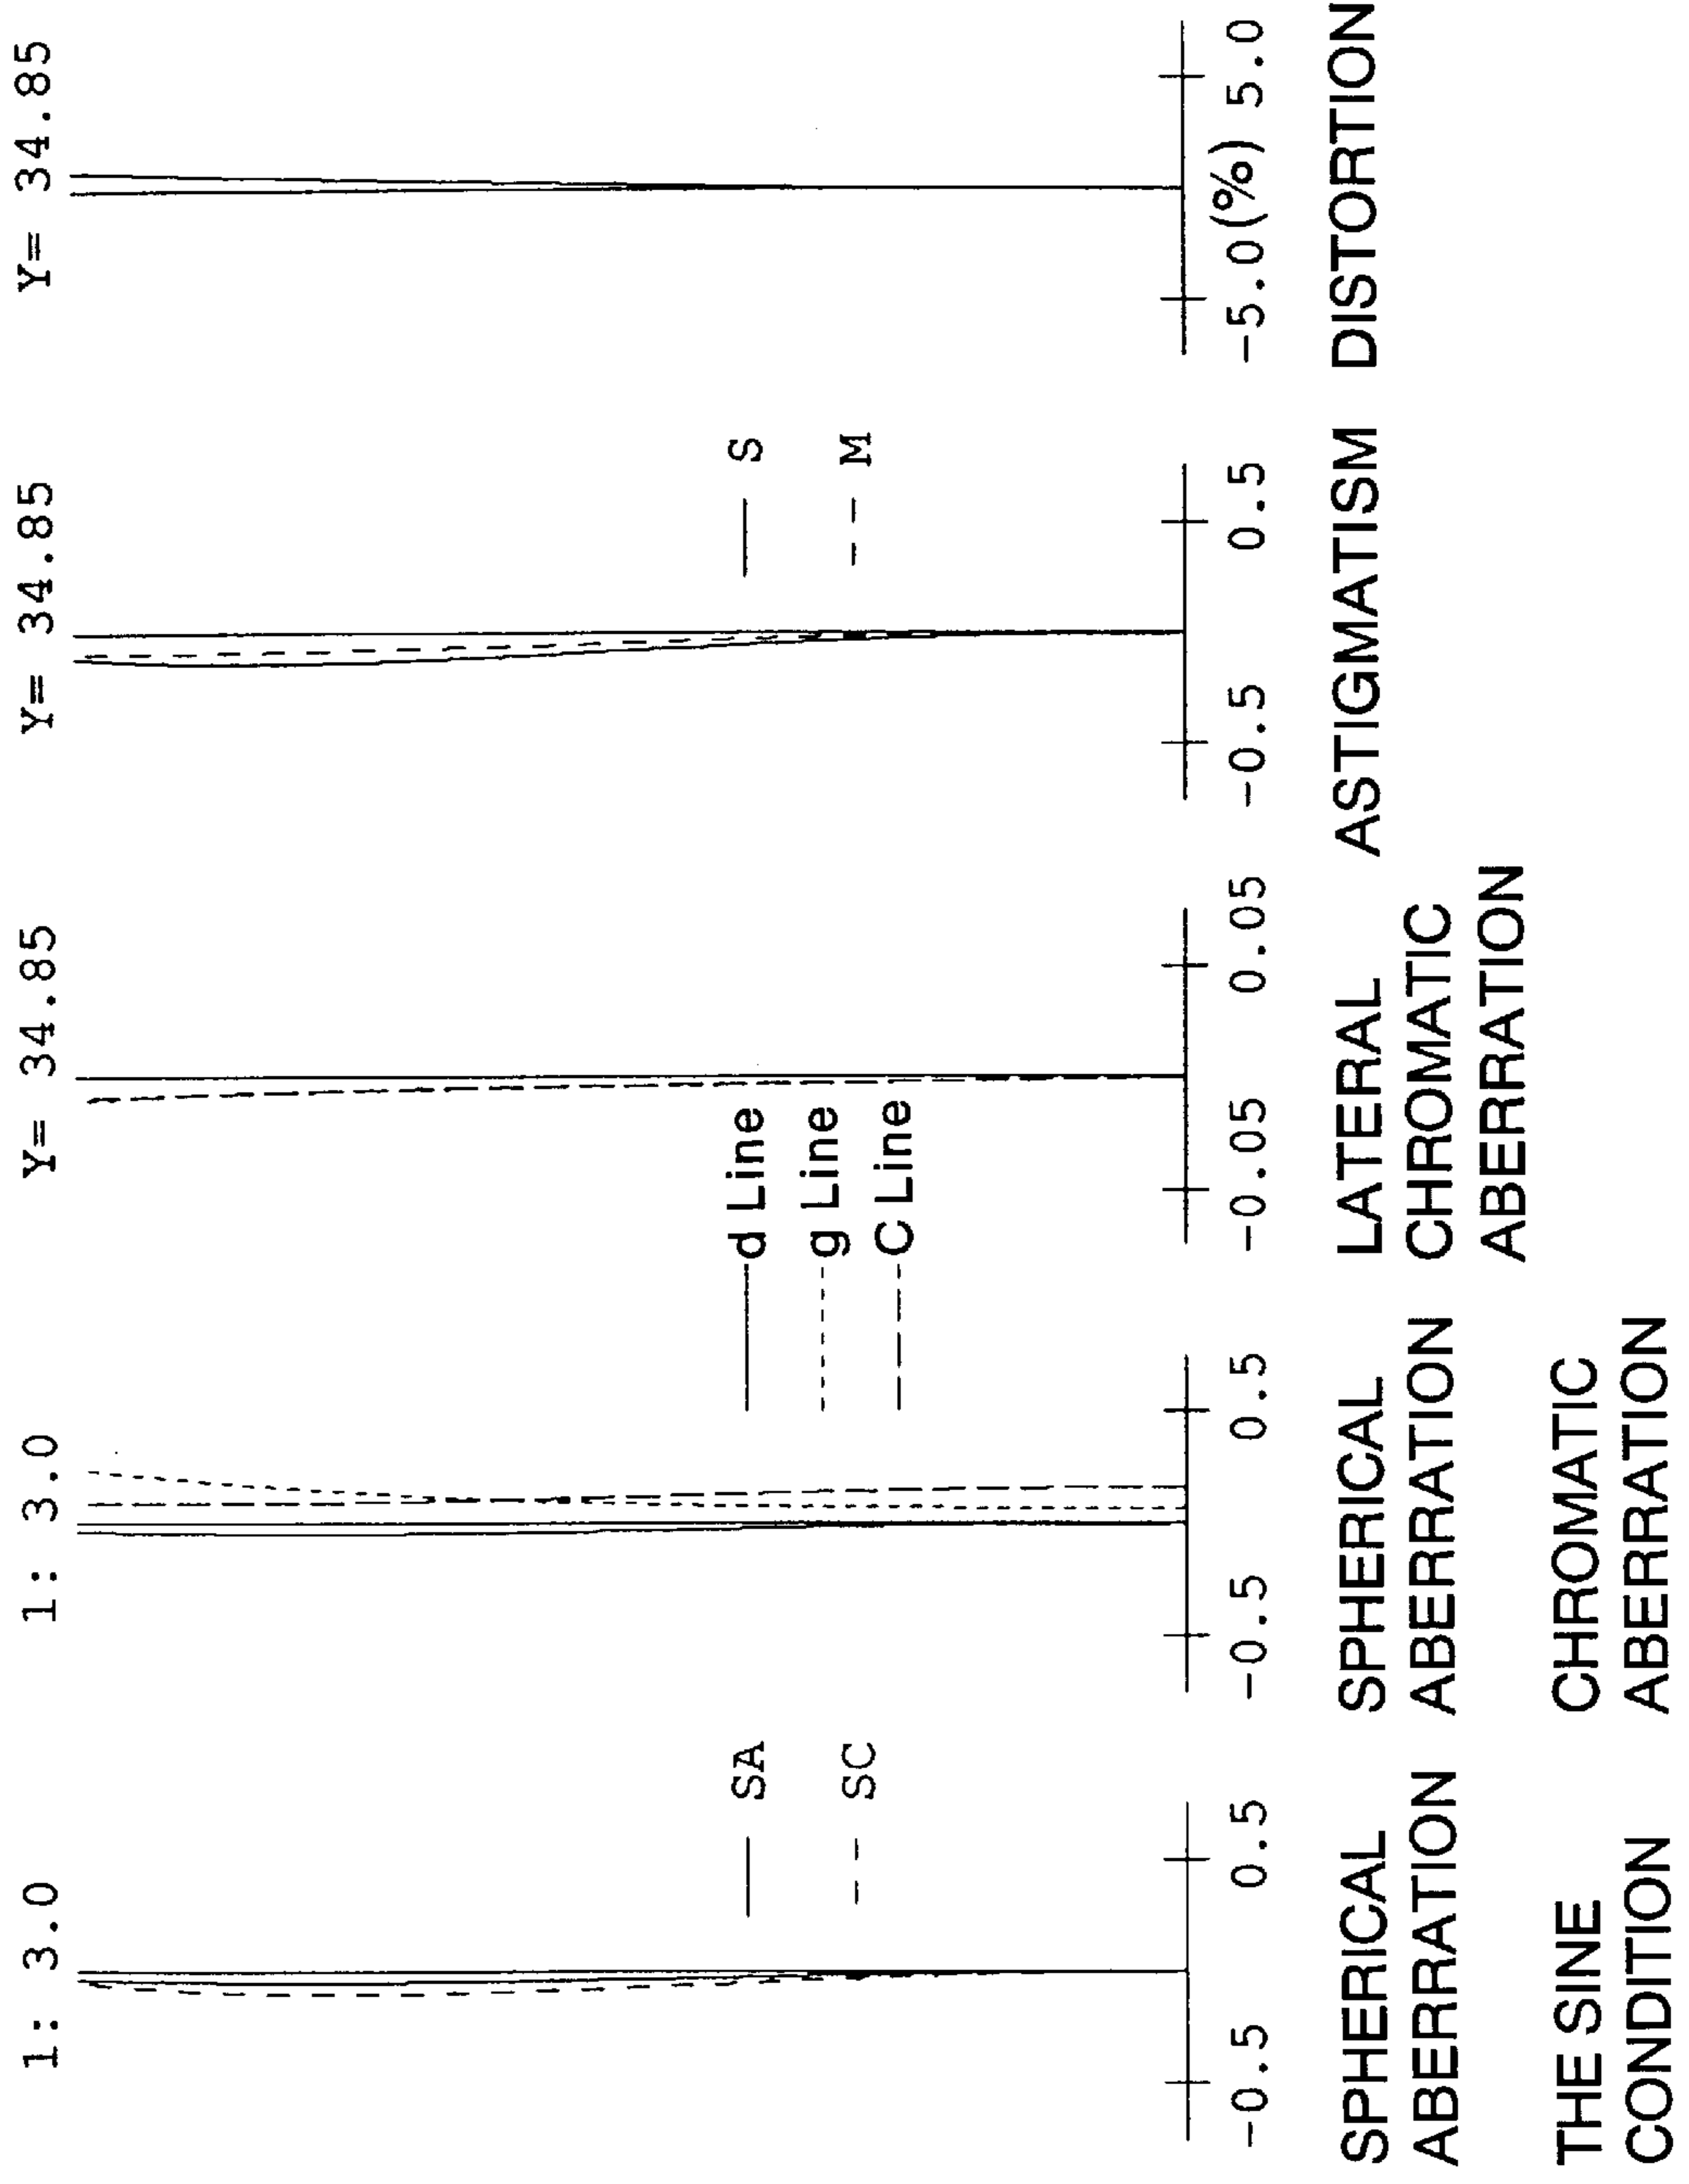 1: 3.0
SA
SC
-0.5
0.5
SPHERICAL
ABERRATION
THE SINE
CONDITION
1: 3.0
d Line
g Line
C Line
-0.5
0.5
SPHERICAL
ABERRATION
CHROMATIC
ABERRATION
Y= 34.85
-0.05
0.05
LATERAL
CHROMATIC
ABERRATION
Y= 34.85
S
M
-0.5
0.5
ASTIGMATISM
Y= 34.85
-5.0 (%) 5.0
DISTORTION